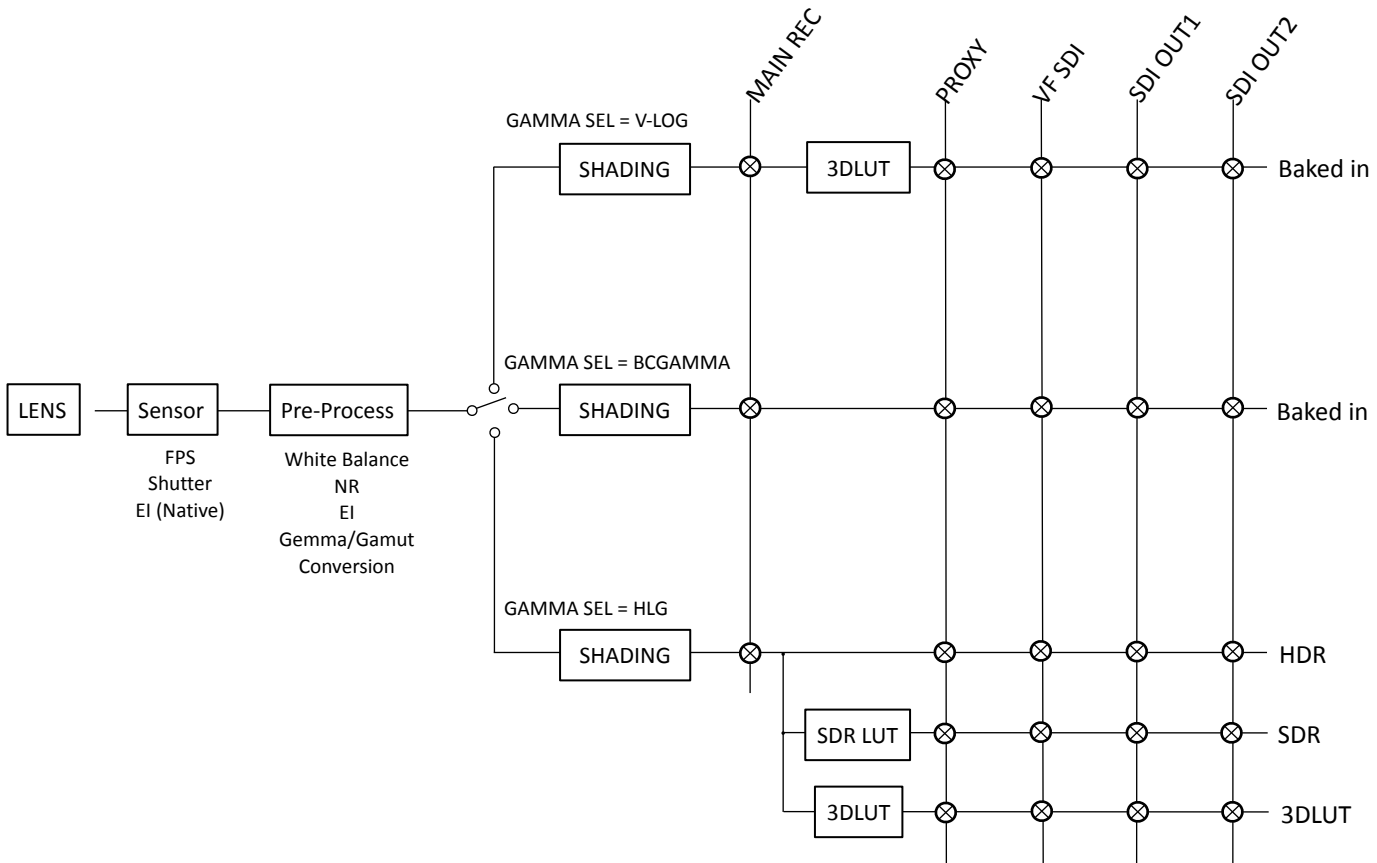 MAIN REC
PROXY
VF SDI
SDI OUT1
SDI OUT2
GAMMA SEL = V-LOG
SHADING
3DLUT
Baked in
GAMMA SEL = BCGAMMA
LENS
Sensor
Pre-Process
SHADING
Baked in
FPS
Shutter
EI (Native)
White Balance
NR
EI
Gemma/Gamut
Conversion
GAMMA SEL = HLG
SHADING
HDR
SDR LUT
SDR
3DLUT
3DLUT